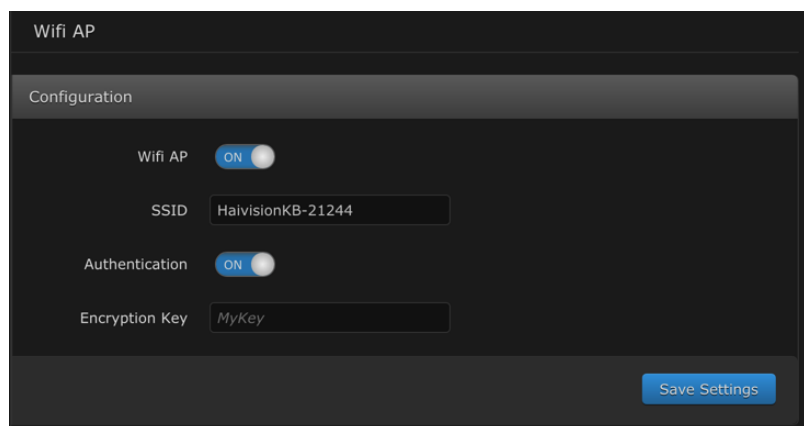 Wifi AP
Configuration
Wifi AP ON
SSID HaivisionKB-21244
Authentication ON
Encryption Key MyKey
Save Settings